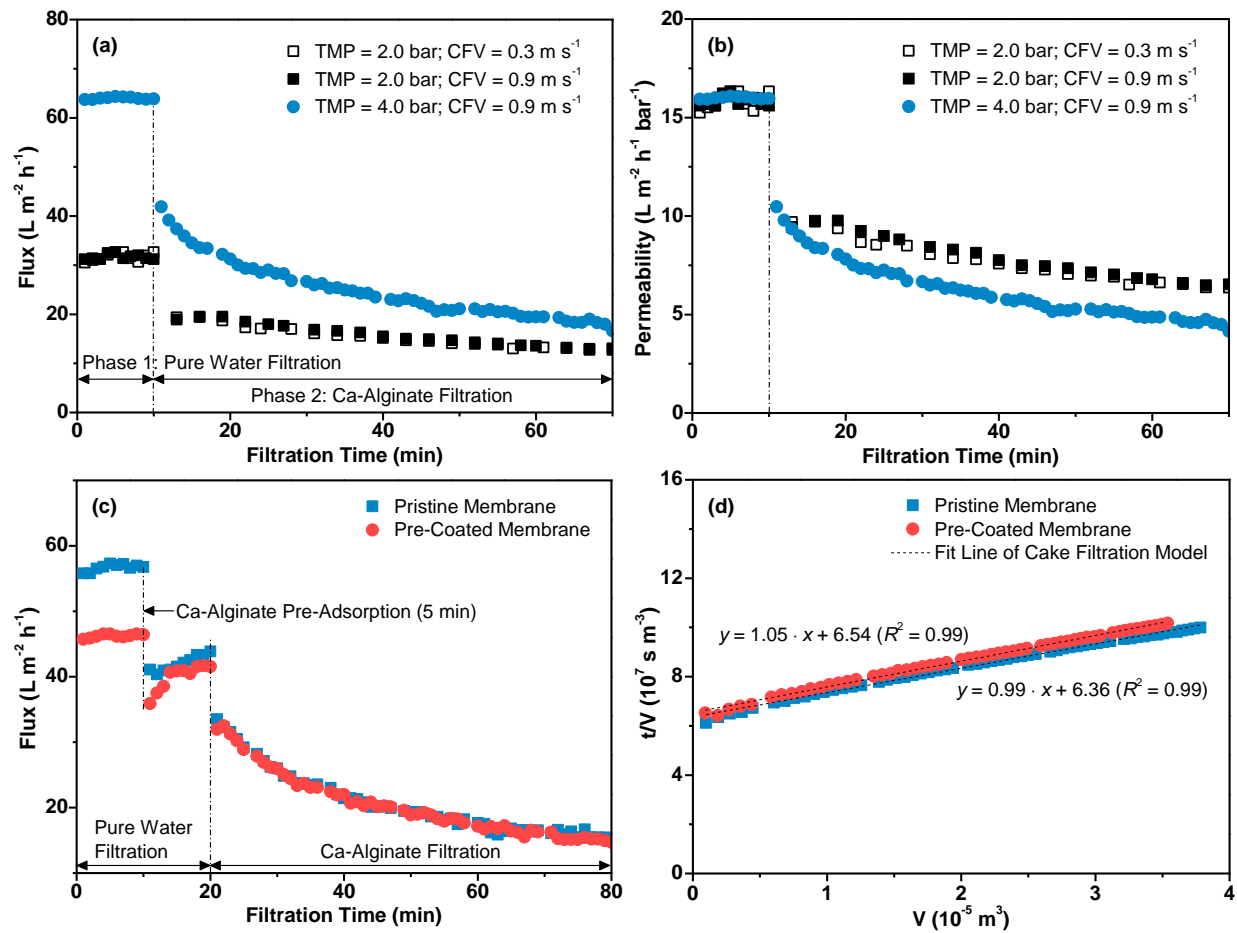 (a)
TMP = 2.0 bar; CFV = 0.3 m s⁻¹
TMP = 2.0 bar; CFV = 0.9 m s⁻¹
TMP = 4.0 bar; CFV = 0.9 m s⁻¹
80
60
40
20
0
Flux (L m⁻² h⁻¹)
Phase 1: Pure Water Filtration
Phase 2: Ca-Alginate Filtration
0 20 40 60
Filtration Time (min)
(b)
TMP = 2.0 bar; CFV = 0.3 m s⁻¹
TMP = 2.0 bar; CFV = 0.9 m s⁻¹
TMP = 4.0 bar; CFV = 0.9 m s⁻¹
20
15
10
5
0
Permeability (L m⁻² h⁻¹ bar⁻¹)
0 20 40 60
Filtration Time (min)
(c)
Pristine Membrane
Pre-Coated Membrane
60
40
20
Flux (L m⁻² h⁻¹)
Ca-Alginate Pre-Adsorption (5 min)
Pure Water
Filtration
Ca-Alginate Filtration
0 20 40 60 80
Filtration Time (min)
(d)
Pristine Membrane
Pre-Coated Membrane
Fit Line of Cake Filtration Model
16
12
8
4
0
t/V (10⁷ s m⁻³)
y = 1.05 · x + 6.54 (R² = 0.99)
y = 0.99 · x + 6.36 (R² = 0.99)
0 1 2 3 4
V (10⁻⁵ m³)